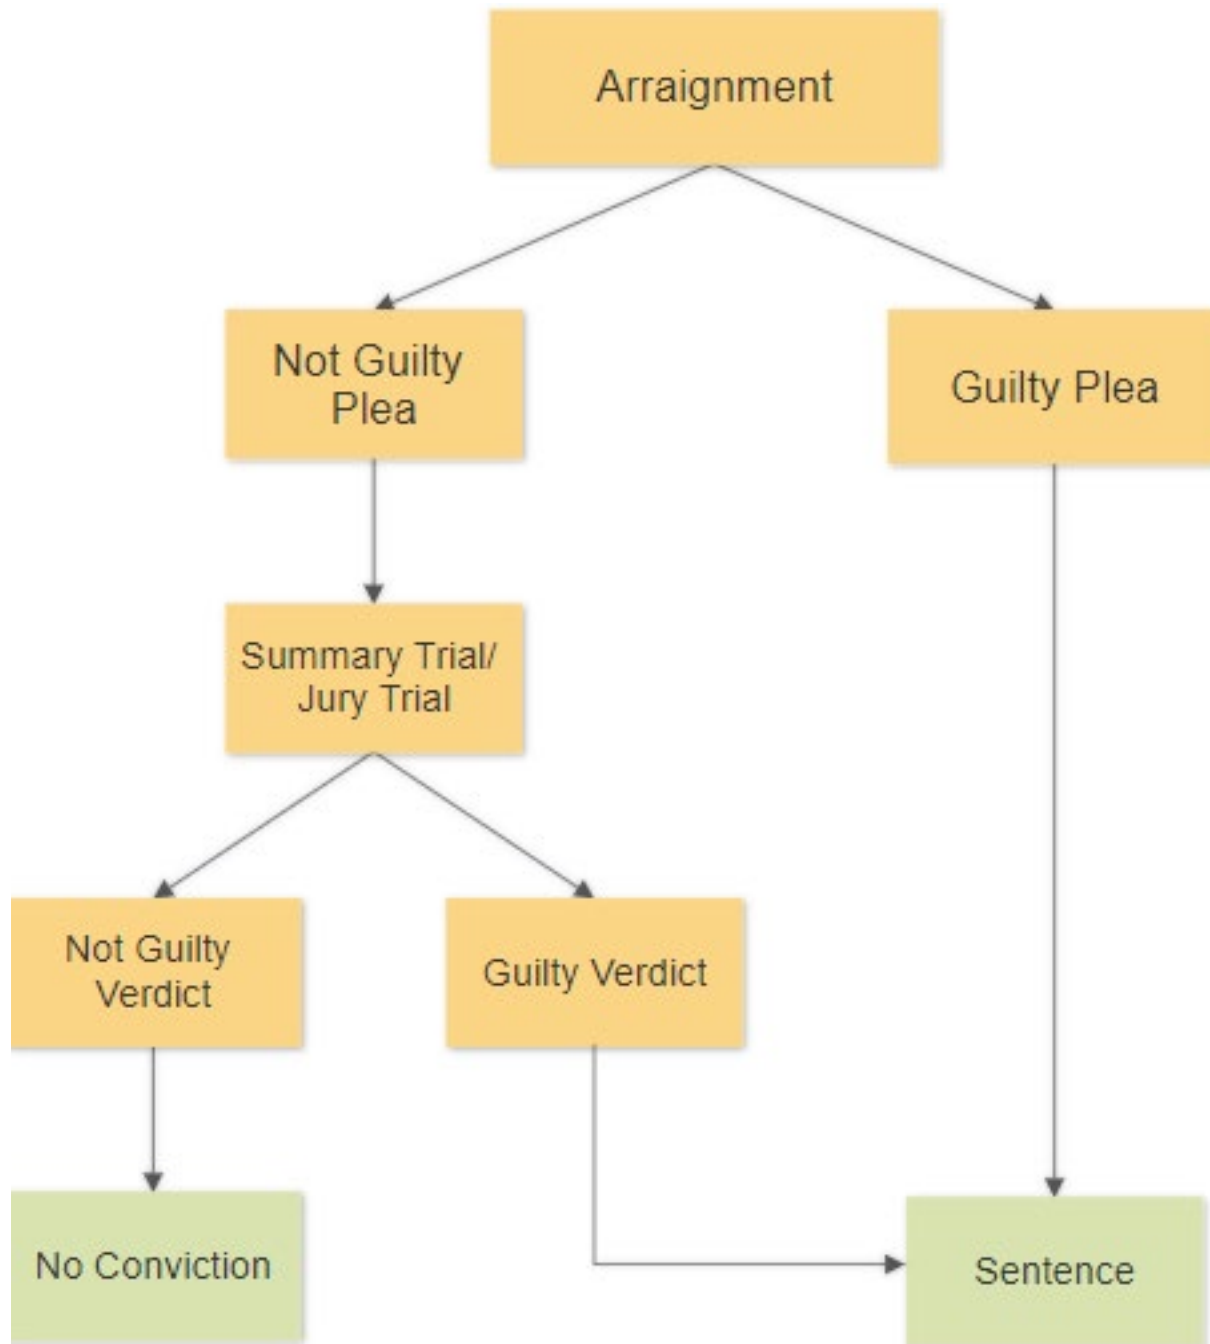 Arraignment
Not Guilty
Plea
Guilty Plea
Summary Trial/
Jury Trial
Not Guilty
Verdict
Guilty Verdict
No Conviction
Sentence